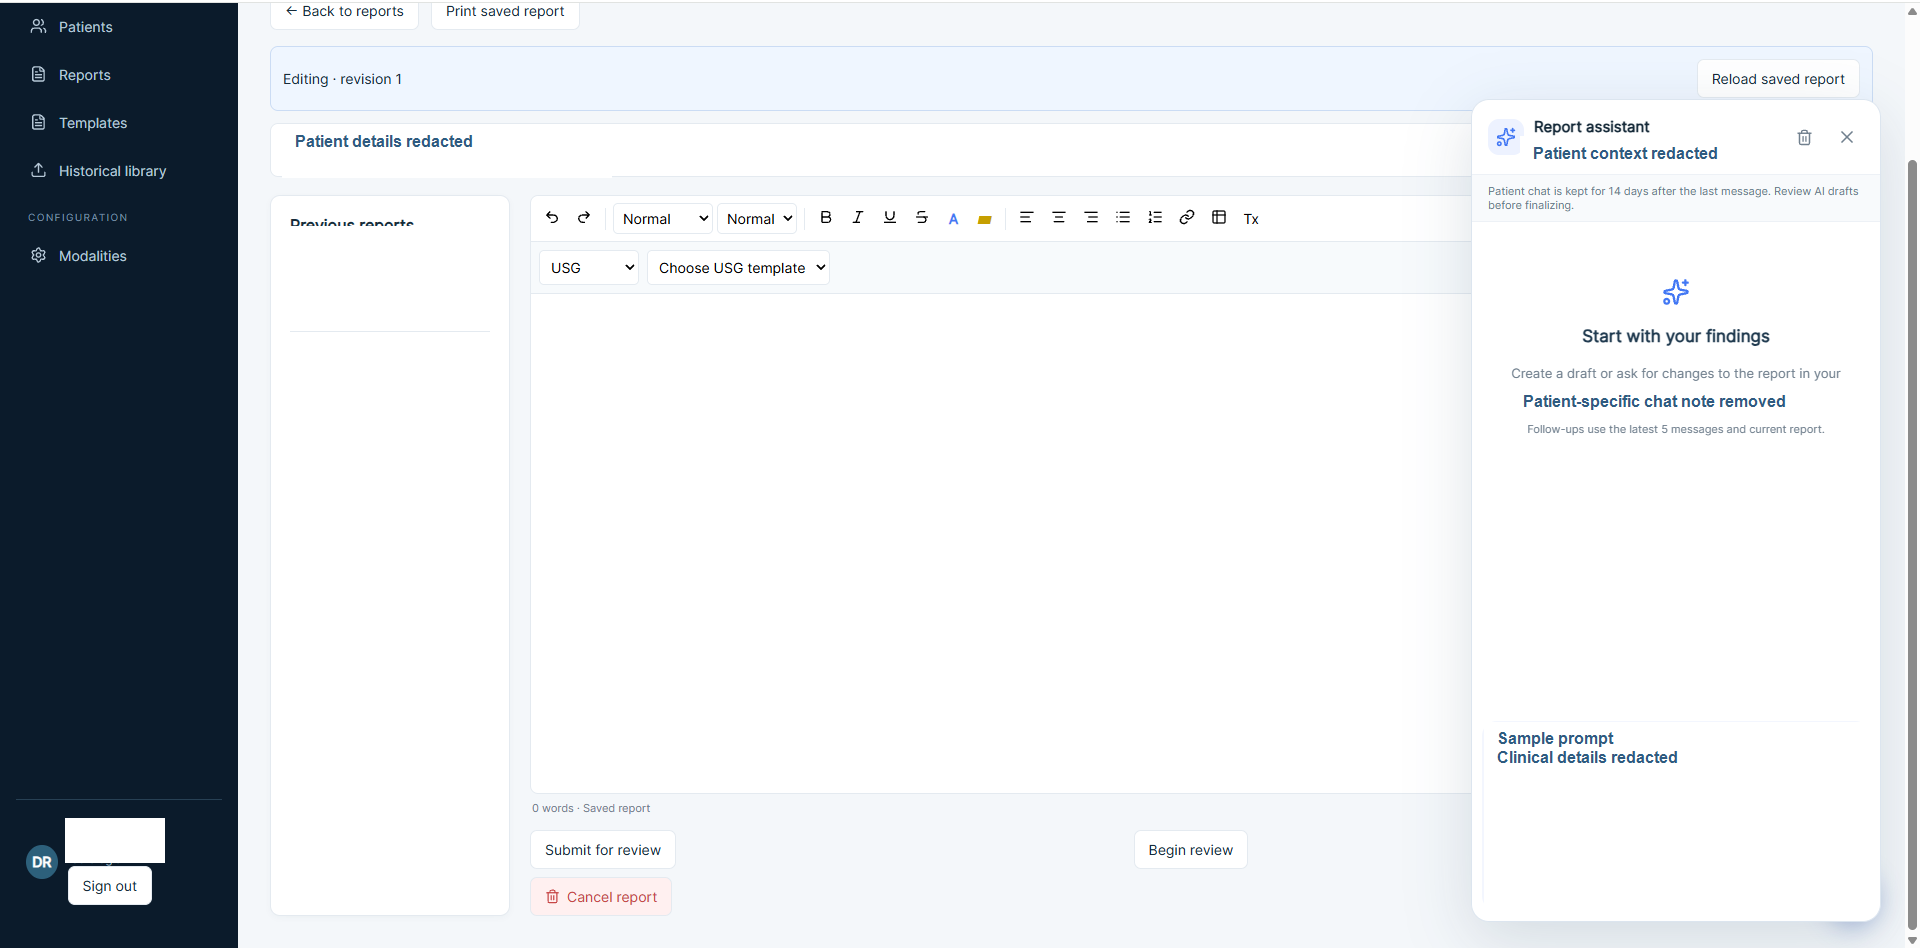 Patients
Reports
Templates
Historical library
CONFIGURATION
Modalities
DR
Sign out
← Back to reports
Print saved report
Editing · revision 1
Reload saved report
Patient details redacted
Previous reports
Normal
Normal
B
I
U
S
A
Tx
USG
Choose USG template
0 words · Saved report
Submit for review
Begin review
Cancel report
Report assistant
Patient context redacted
Patient chat is kept for 14 days after the last message. Review AI drafts
before finalizing.
Start with your findings
Create a draft or ask for changes to the report in your
Patient-specific chat note removed
Follow-ups use the latest 5 messages and current report.
Sample prompt
Clinical details redacted